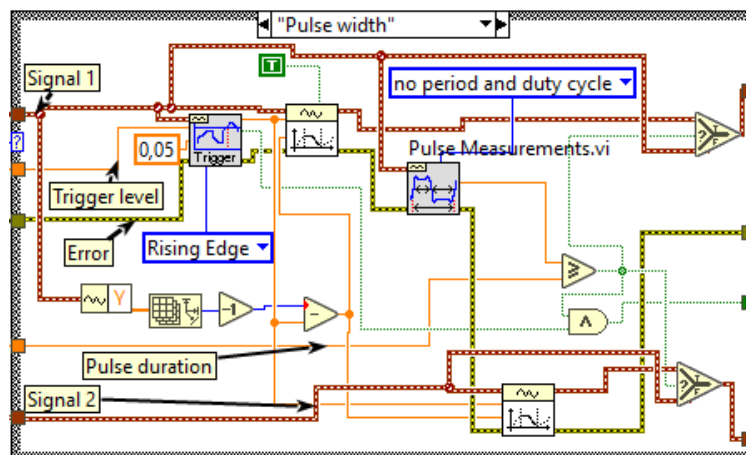 "Pulse width"
Signal 1
T
no period and duty cycle
?
0,05
Trigger
Pulse Measurements.vi
?
T
F
Trigger level
Error
Rising Edge
Y
-1
-
≥
∧
Pulse duration
Signal 2
?
T
F